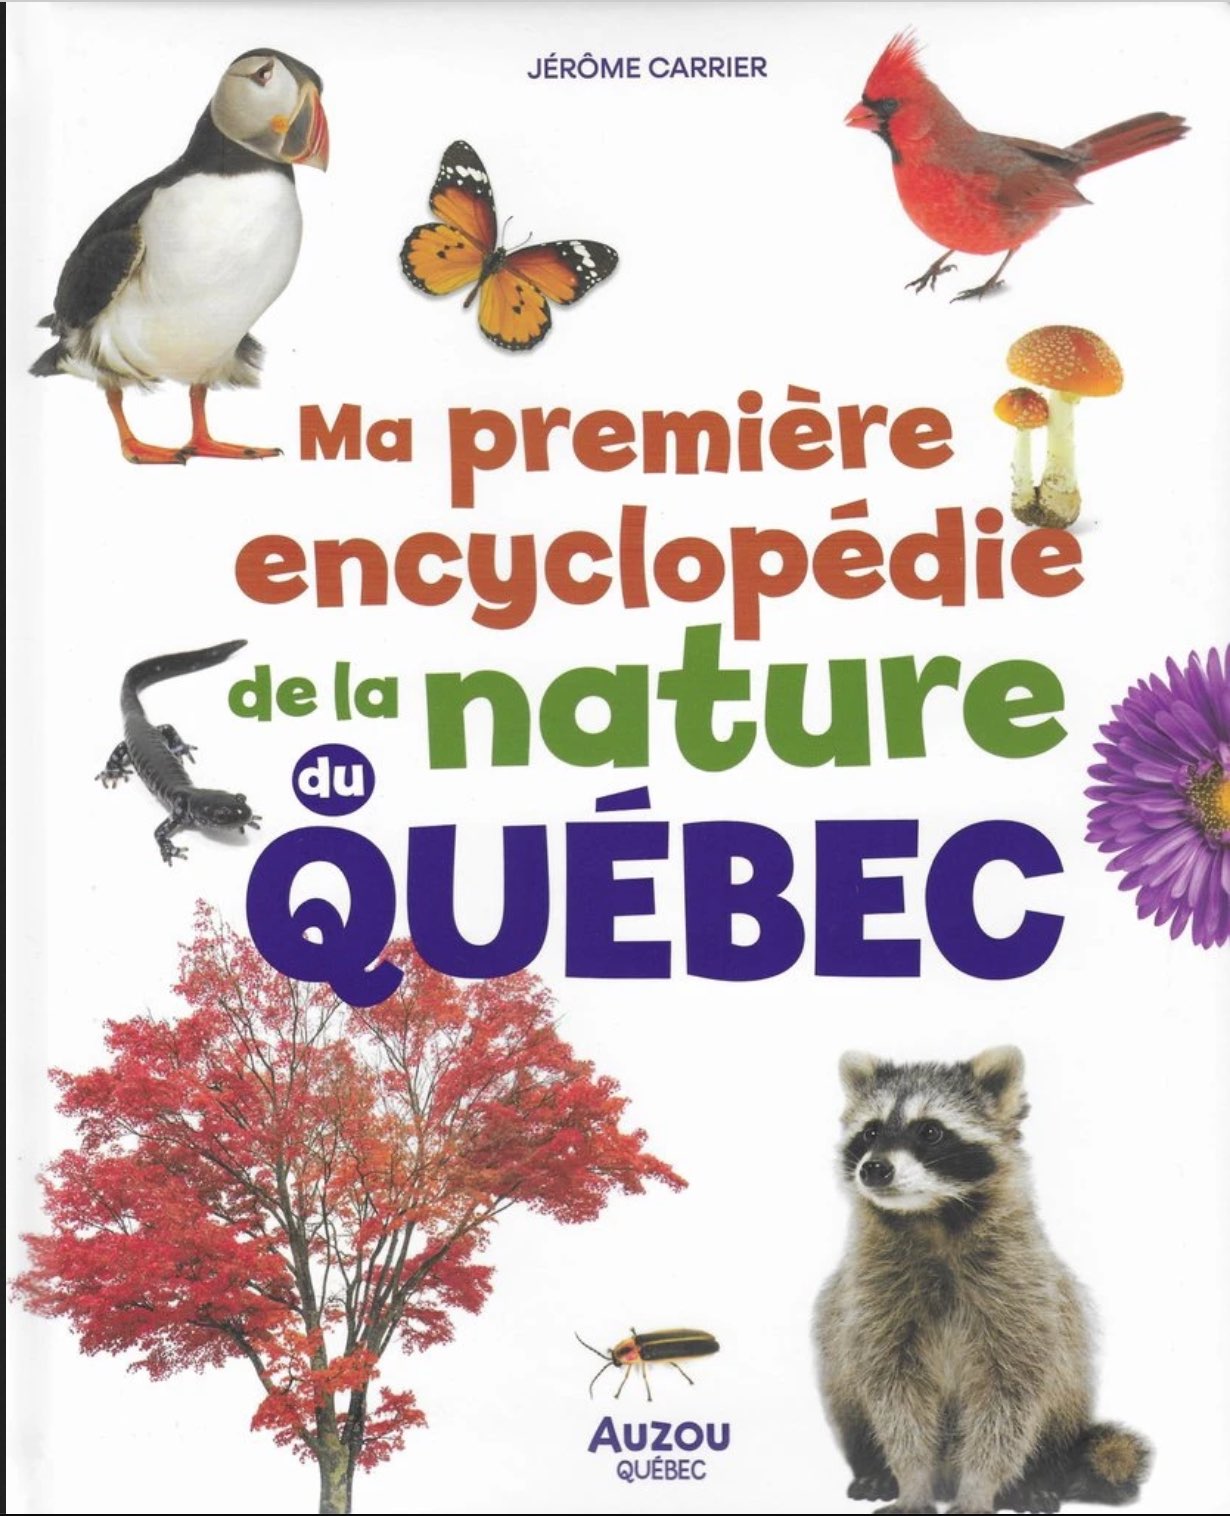 JÉRÔME CARRIER
Ma première
encyclopédie
de la nature
du
QUÉBEC
AUZOU
QUÉBEC